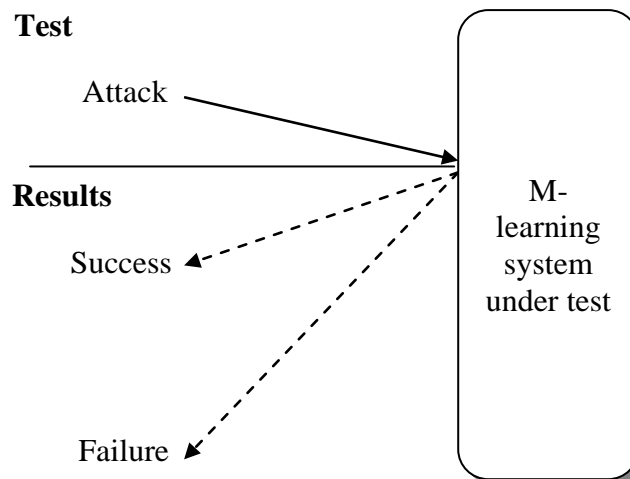 Test
Attack
Results
Success
Failure
M-
learning
system
under test